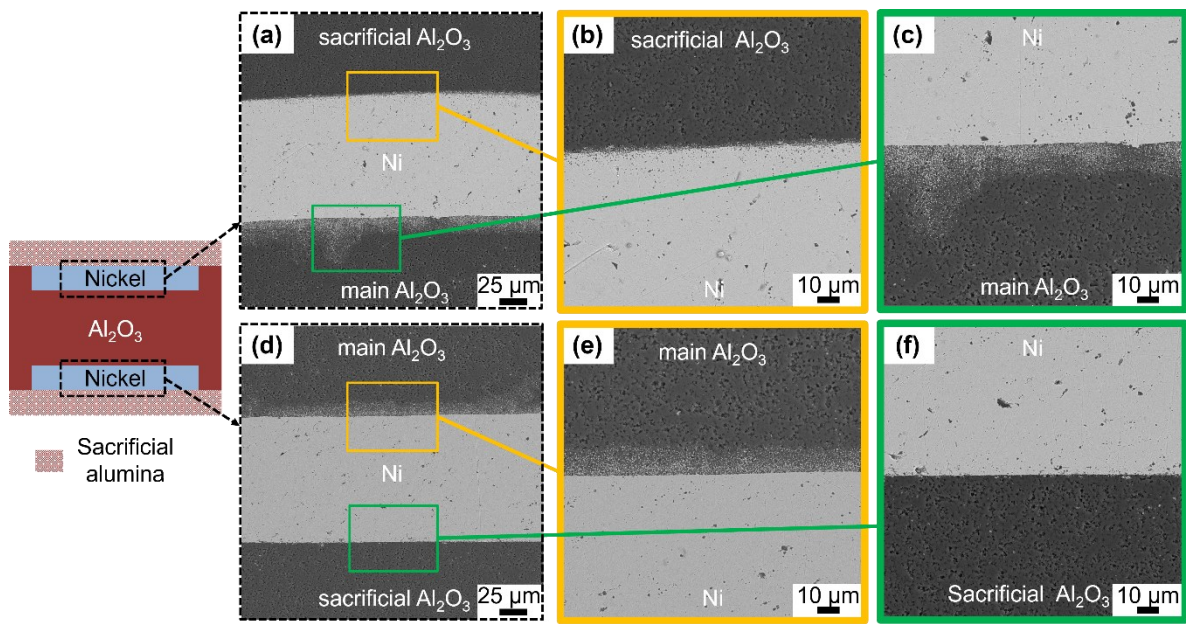 Nickel
Al₂O₃
Nickel
Sacrificial
alumina
(a)
sacrificial Al₂O₃
Ni
main Al₂O₃
25 µm
(b)
sacrificial Al₂O₃
Ni
10 µm
(c)
Ni
main Al₂O₃
10 µm
(d)
main Al₂O₃
Ni
sacrificial Al₂O₃
25 µm
(e)
main Al₂O₃
Ni
10 µm
(f)
Ni
Sacrificial Al₂O₃
10 µm